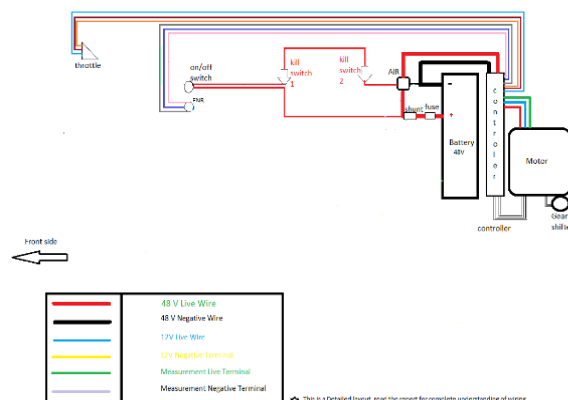 throttle
on/off
switch
FNR
kill
switch
1
kill
switch
2
AIR
shunt
fuse
-
+
Battery
48V
controler
Motor
Gear
shifte
controller
Front side
48 V Live Wire
48 V Negative Wire
12V Live Wire
12V Negative Terminal
Measurement Live Terminal
Measurement Negative Terminal
This is a Detailed layout, read the report for complete understanding of wiring